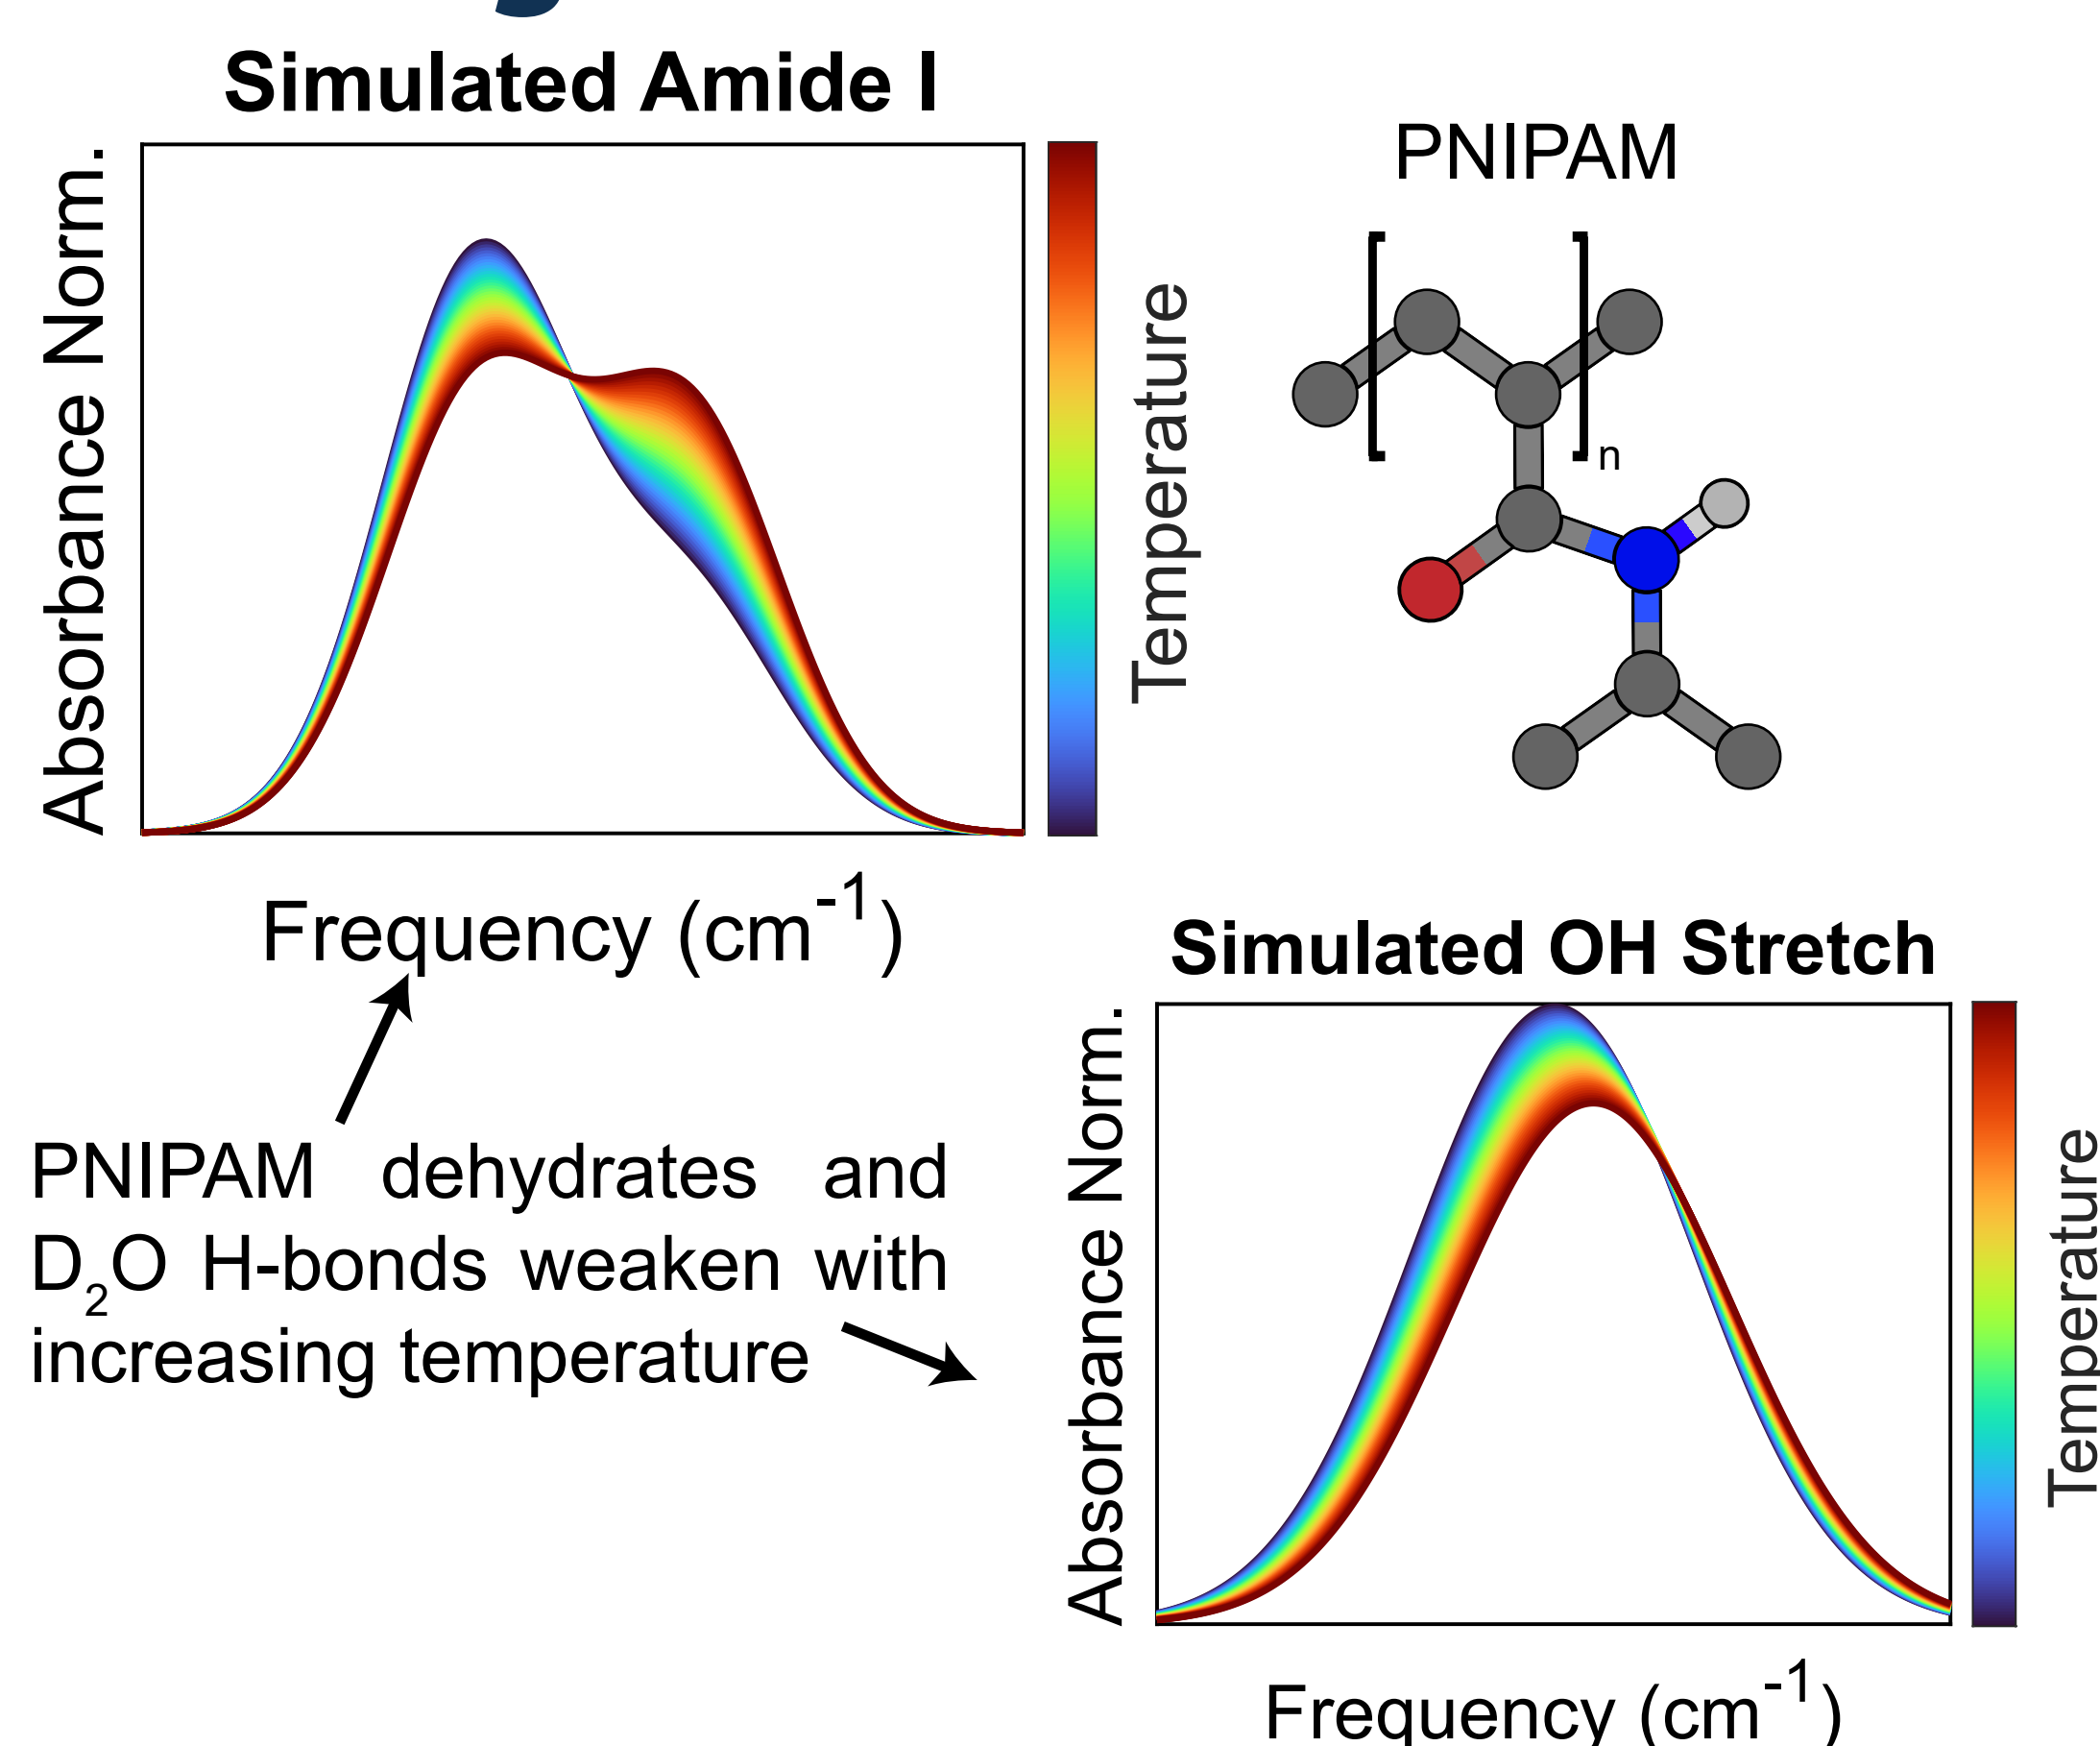 Simulated Amide I
Absorbance Norm.
Temperature
Frequency (cm⁻¹)
PNIPAM
n
PNIPAM dehydrates and
D₂O H-bonds weaken with
increasing temperature
Simulated OH Stretch
Absorbance Norm.
Temperature
Frequency (cm⁻¹)